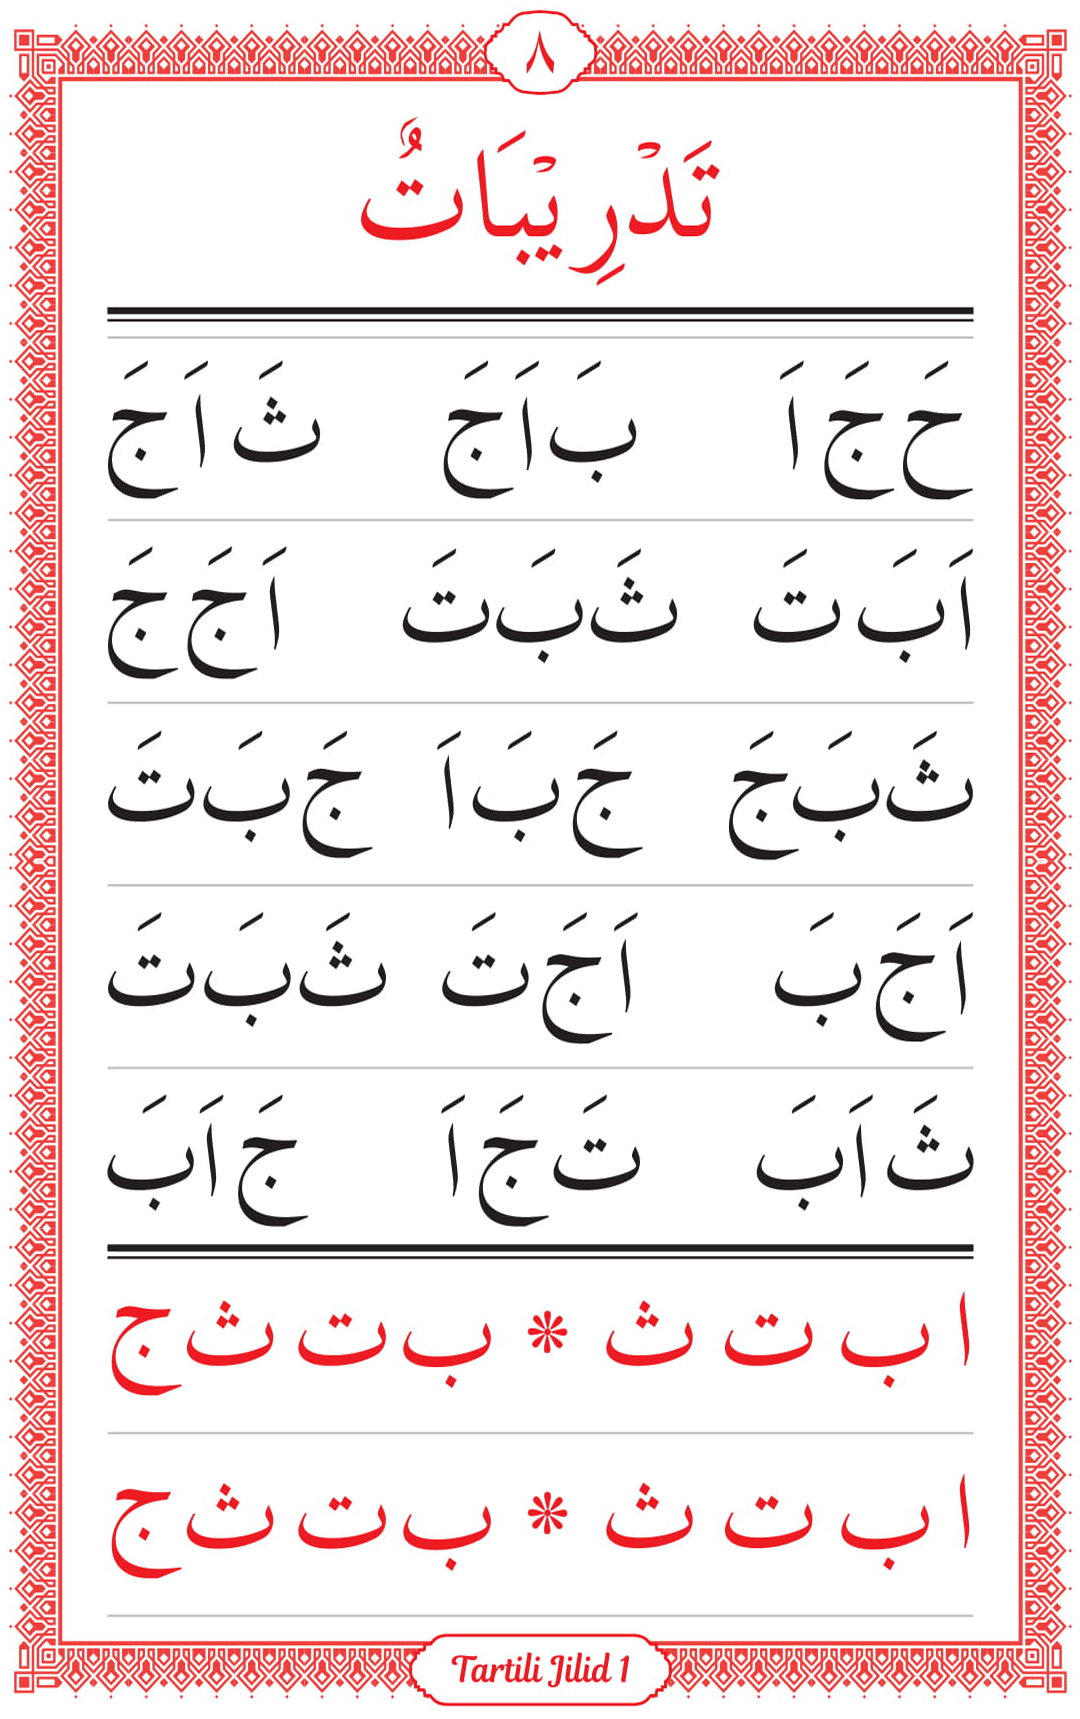 ٨
تَدْرِيْبَاتٌ
حَ جَ اَ بَ اَ جَ ثَ اَ جَ
اَ بَ تَ ثَ بَ تَ اَ جَ جَ
ثَ بَ جَ جَ بَ اَ جَ بَ تَ
اَ جَ بَ اَ جَ تَ ثَ بَ تَ
ثَ اَ بَ تَ جَ اَ جَ اَ بَ
ا ب ت ث ❊ ب ت ث ج
ا ب ت ث ❊ ب ت ث ج
Tartili Jilid 1